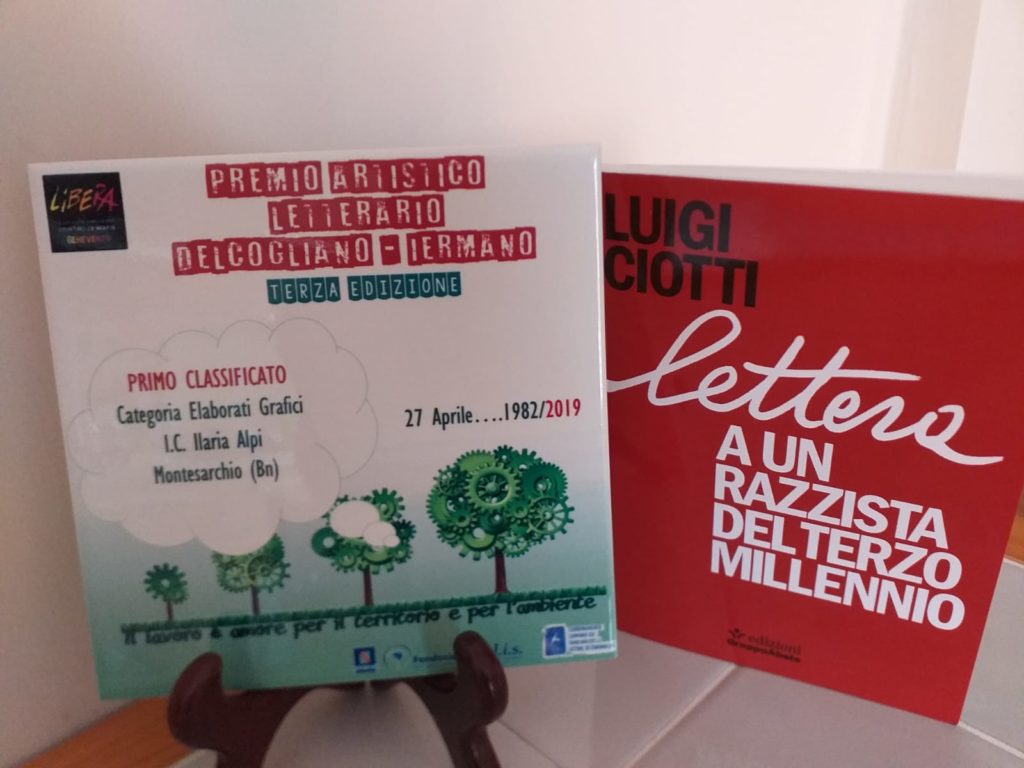 LiBERA
BENEVENTO
PREMIO ARTISTICO
LETTERARIO
DELCOGLIANO - IERMANO
TERZA EDIZIONE
PRIMO CLASSIFICATO
Categoria Elaborati Grafici
I.C. Ilaria Alpi
Montesarchio (Bn)
27 Aprile....1982/2019
Il lavoro è amore per il territorio e per l'ambiente
LUIGI
CIOTTI
lettera
A UN
RAZZISTA
DEL TERZO
MILLENNIO
edizioni
GruppoAbele